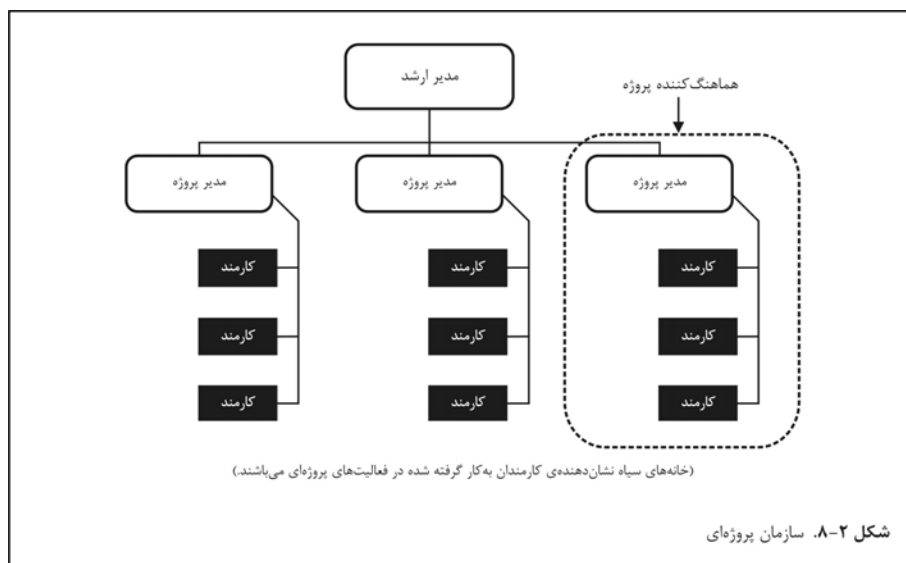 مدیر ارشد
هماهنگ‌کننده پروژه
مدیر پروژه
مدیر پروژه
مدیر پروژه
کارمند
کارمند
کارمند
کارمند
کارمند
کارمند
کارمند
کارمند
کارمند
(خانه‌های سیاه نشان‌دهنده‌ی کارمندان به‌کار گرفته شده در فعالیت‌های پروژه‌ای می‌باشند.)
شکل ۲-۸. سازمان پروژه‌ای